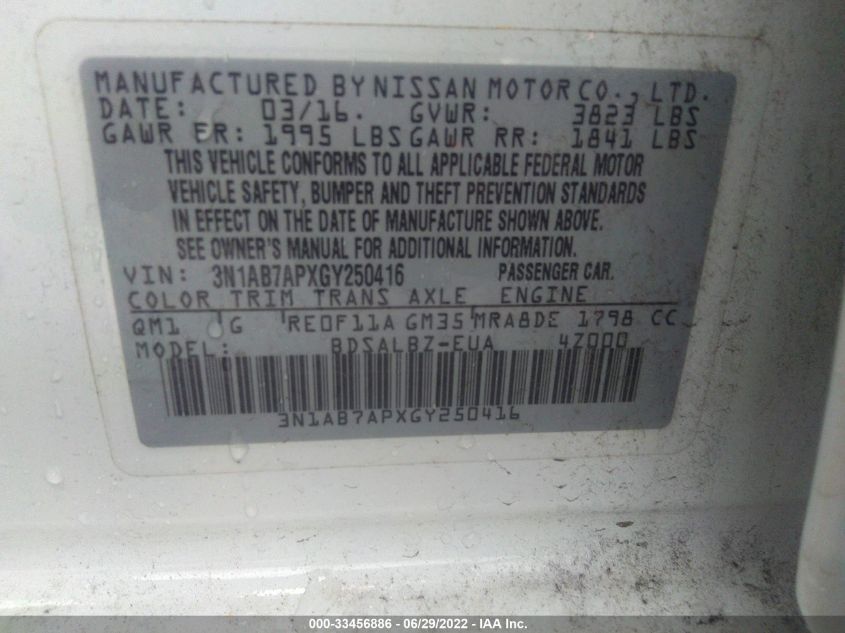 MANUFACTURED BY NISSAN MOTOR CO., LTD.
DATE: 03/16. GVWR: 3823 LBS
GAWR FR: 1995 LBS GAWR RR: 1841 LBS
THIS VEHICLE CONFORMS TO ALL APPLICABLE FEDERAL MOTOR
VEHICLE SAFETY, BUMPER AND THEFT PREVENTION STANDARDS
IN EFFECT ON THE DATE OF MANUFACTURE SHOWN ABOVE.
SEE OWNER'S MANUAL FOR ADDITIONAL INFORMATION.
VIN: 3N1AB7APXGY250416 PASSENGER CAR.
COLOR TRIM TRANS AXLE ENGINE
QM1 G RE0F11A GM35 MRA8DE 1798 CC
MODEL: BDSALBZ-EUA 4Z000
3N1AB7APXGY250416
000-33456886 - 06/29/2022 - IAA Inc.